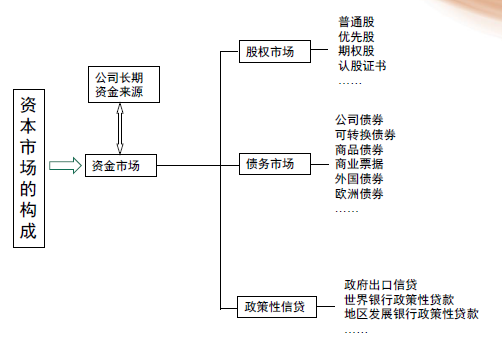 资本市场的构成
公司长期
资金来源
资金市场
股权市场
普通股
优先股
期权股
认股证书
……
债务市场
公司债券
可转换债券
商品债券
商业票据
外国债券
欧洲债券
……
政策性信贷
政府出口信贷
世界银行政策性贷款
地区发展银行政策性贷款
……